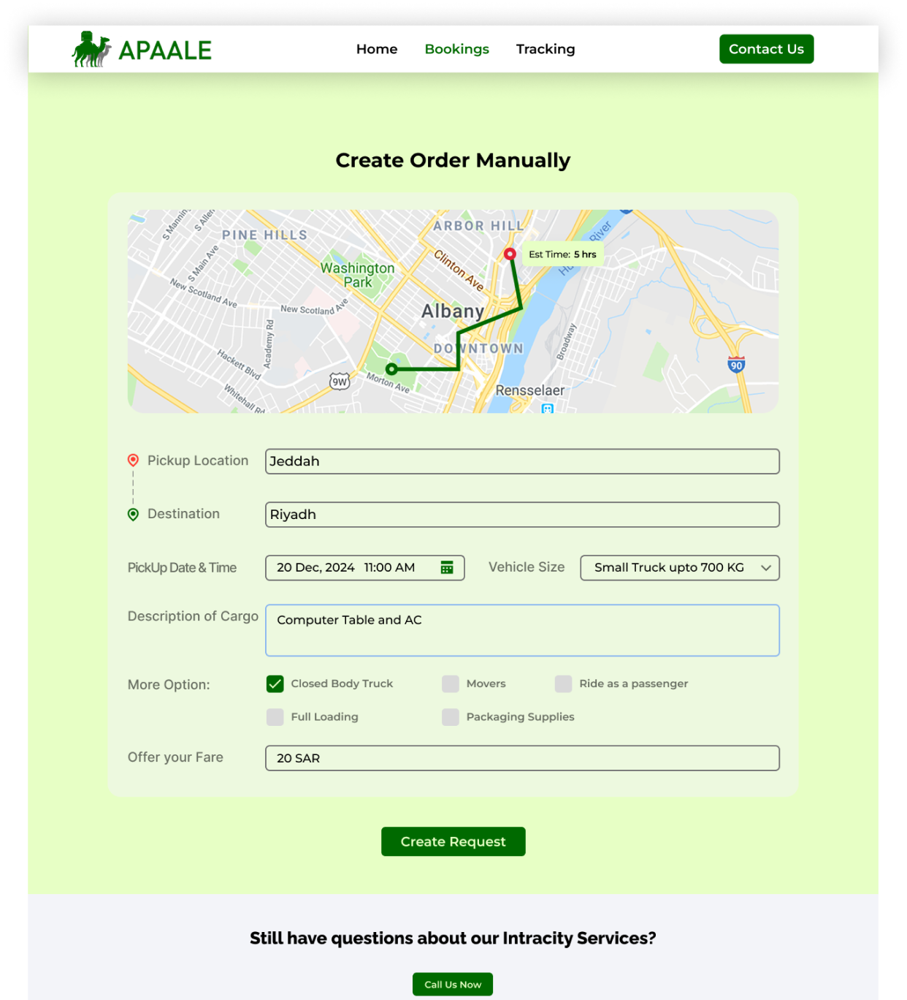 APAALE
Home Bookings Tracking
Contact Us
Create Order Manually
S Manning
S Allen
PINE HILLS
ARBOR HILL
River
Est Time: 5 hrs
S Main Ave
Clinton Ave
Washington
Park
New Scotland Ave
New Scotland Ave
Albany
Academy Rd
DOWNTOWN
Broadway
Hackett Blvd
90
9W
Morton Ave
Rensselaer
Whitehall Rd
Pickup Location Jeddah
Destination Riyadh
PickUp Date & Time 20 Dec, 2024 11:00 AM Vehicle Size Small Truck upto 700 KG
Description of Cargo Computer Table and AC
More Option: Closed Body Truck Movers Ride as a passenger
Full Loading Packaging Supplies
Offer your Fare 20 SAR
Create Request
Still have questions about our Intracity Services?
Call Us Now